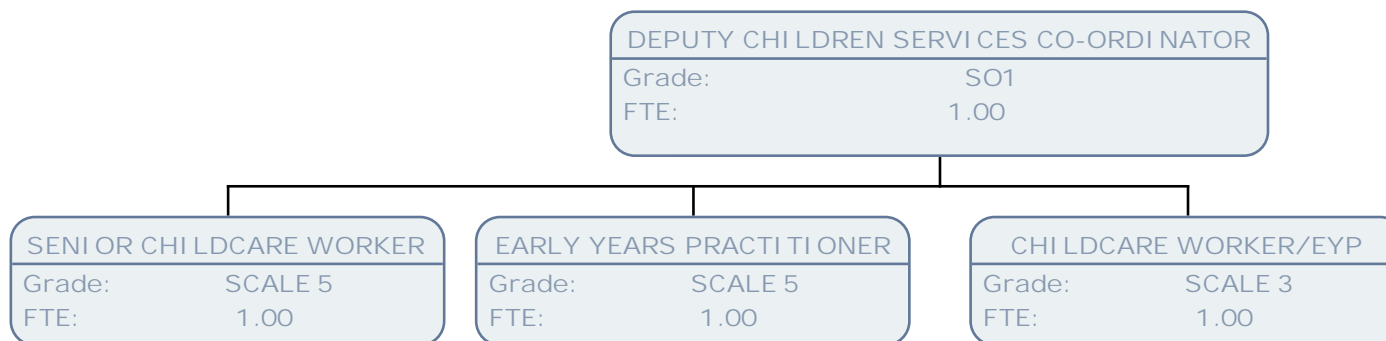 DEPUTY CHILDREN SERVICES CO-ORDINATOR
Grade: SO1
FTE: 1.00
SENIOR CHILDCARE WORKER
Grade: SCALE 5
FTE: 1.00
EARLY YEARS PRACTITIONER
Grade: SCALE 5
FTE: 1.00
CHILDCARE WORKER/EYP
Grade: SCALE 3
FTE: 1.00